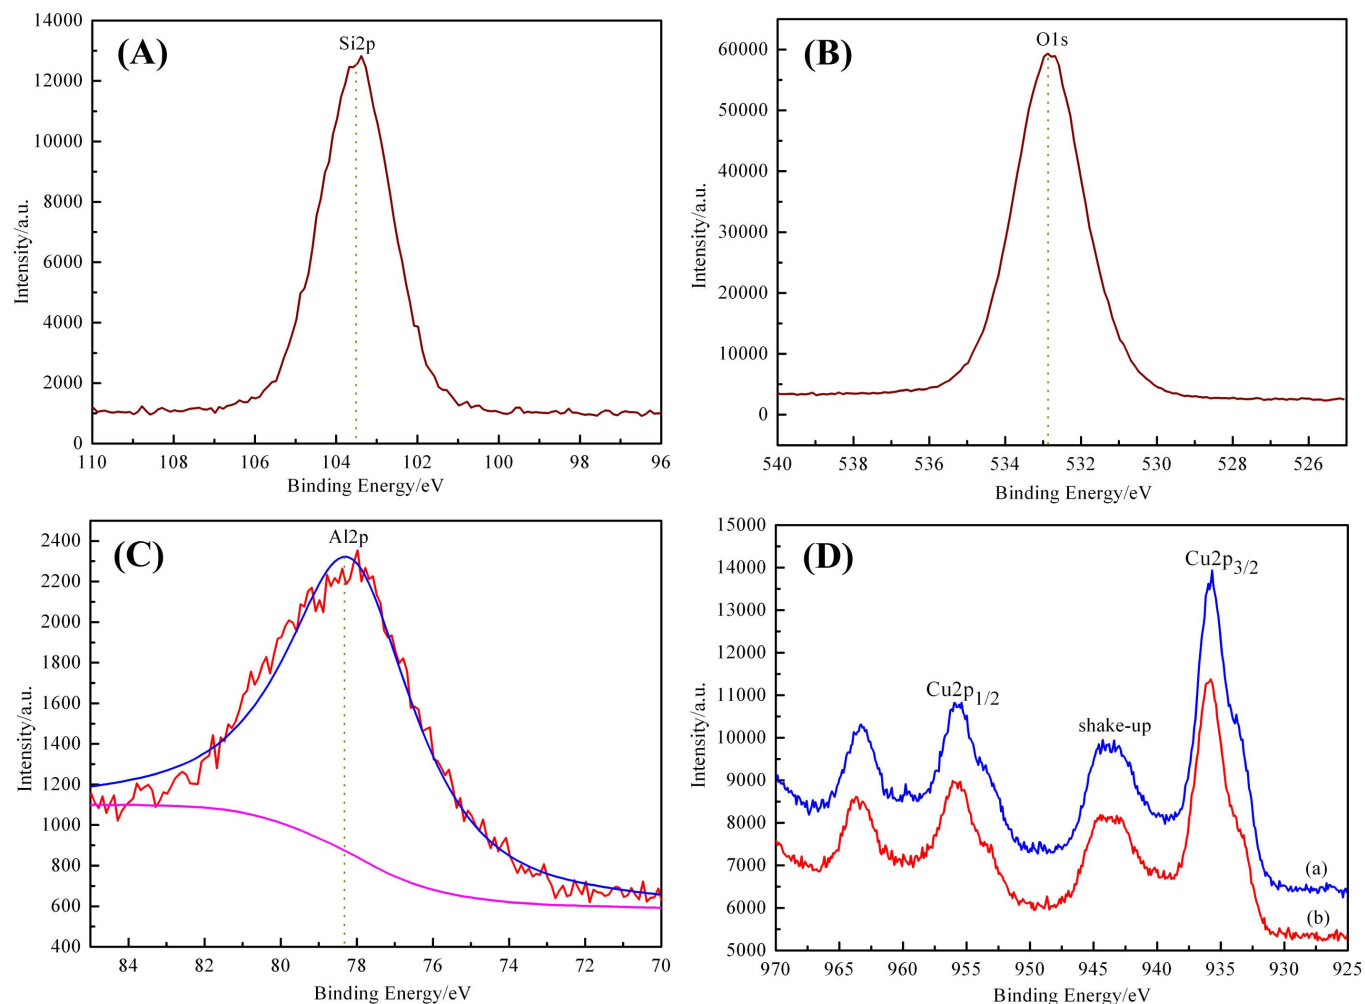 (A)
Si2p
14000
12000
10000
8000
6000
4000
2000
0
Intensity/a.u.
110 108 106 104 102 100 98 96
Binding Energy/eV
(B)
O1s
60000
50000
40000
30000
20000
10000
0
Intensity/a.u.
540 538 536 534 532 530 528 526
Binding Energy/eV
(C)
Al2p
2400
2200
2000
1800
1600
1400
1200
1000
800
600
400
Intensity/a.u.
84 82 80 78 76 74 72 70
Binding Energy/eV
(D)
Cu2p3/2
Cu2p1/2
shake-up
(a)
(b)
15000
14000
13000
12000
11000
10000
9000
8000
7000
6000
5000
Intensity/a.u.
970 965 960 955 950 945 940 935 930 925
Binding Energy/eV